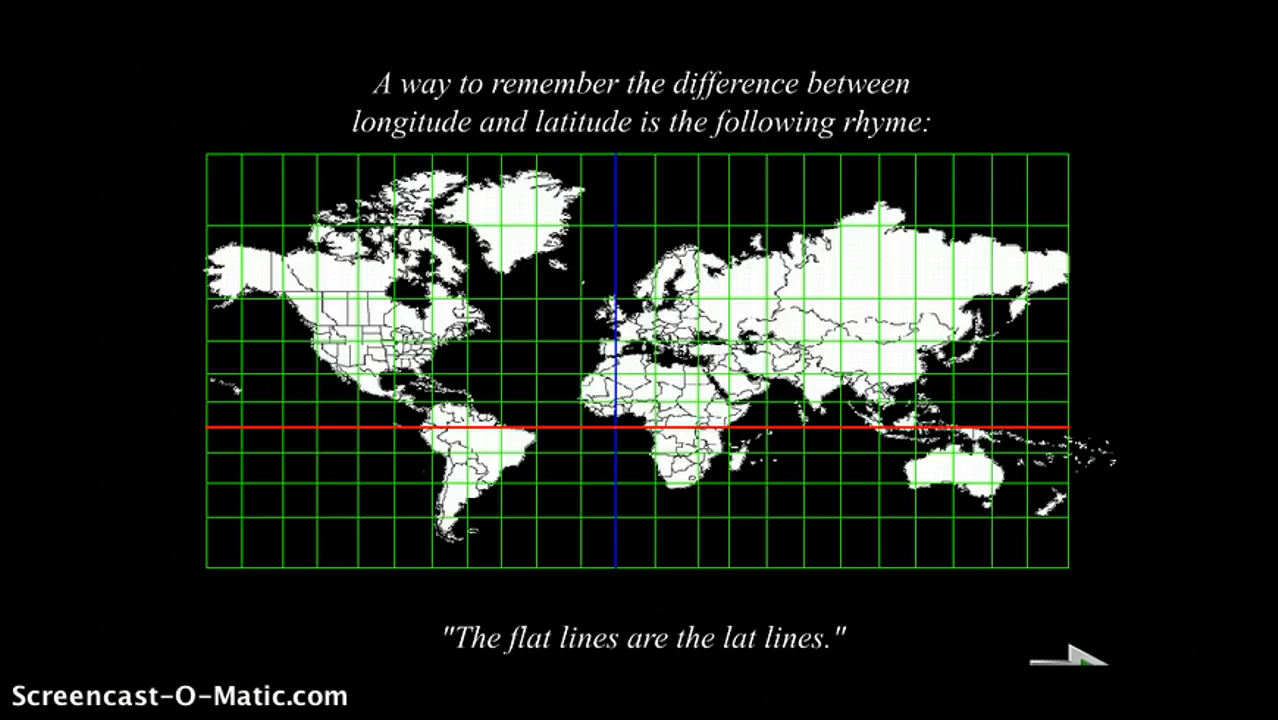 A way to remember the difference between
longitude and latitude is the following rhyme:
"The flat lines are the lat lines."
Screencast-O-Matic.com